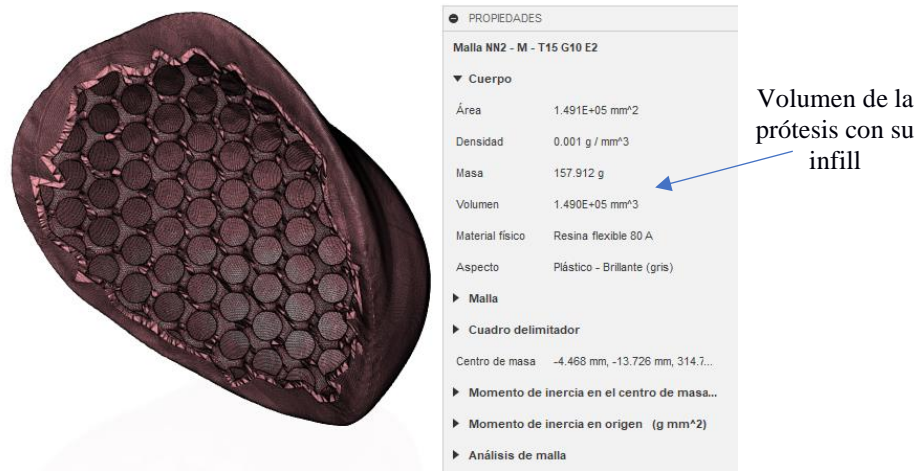 PROPIEDADES
Malla NN2 - M - T15 G10 E2
Cuerpo
Área 1.491E+05 mm^2
Densidad 0.001 g / mm^3
Masa 157.912 g
Volumen 1.490E+05 mm^3
Material físico Resina flexible 80 A
Aspecto Plástico - Brillante (gris)
Malla
Cuadro delimitador
Centro de masa -4.468 mm, -13.726 mm, 314.7...
Momento de inercia en el centro de masa...
Momento de inercia en origen (g mm^2)
Análisis de malla
Volumen de la
prótesis con su
infill